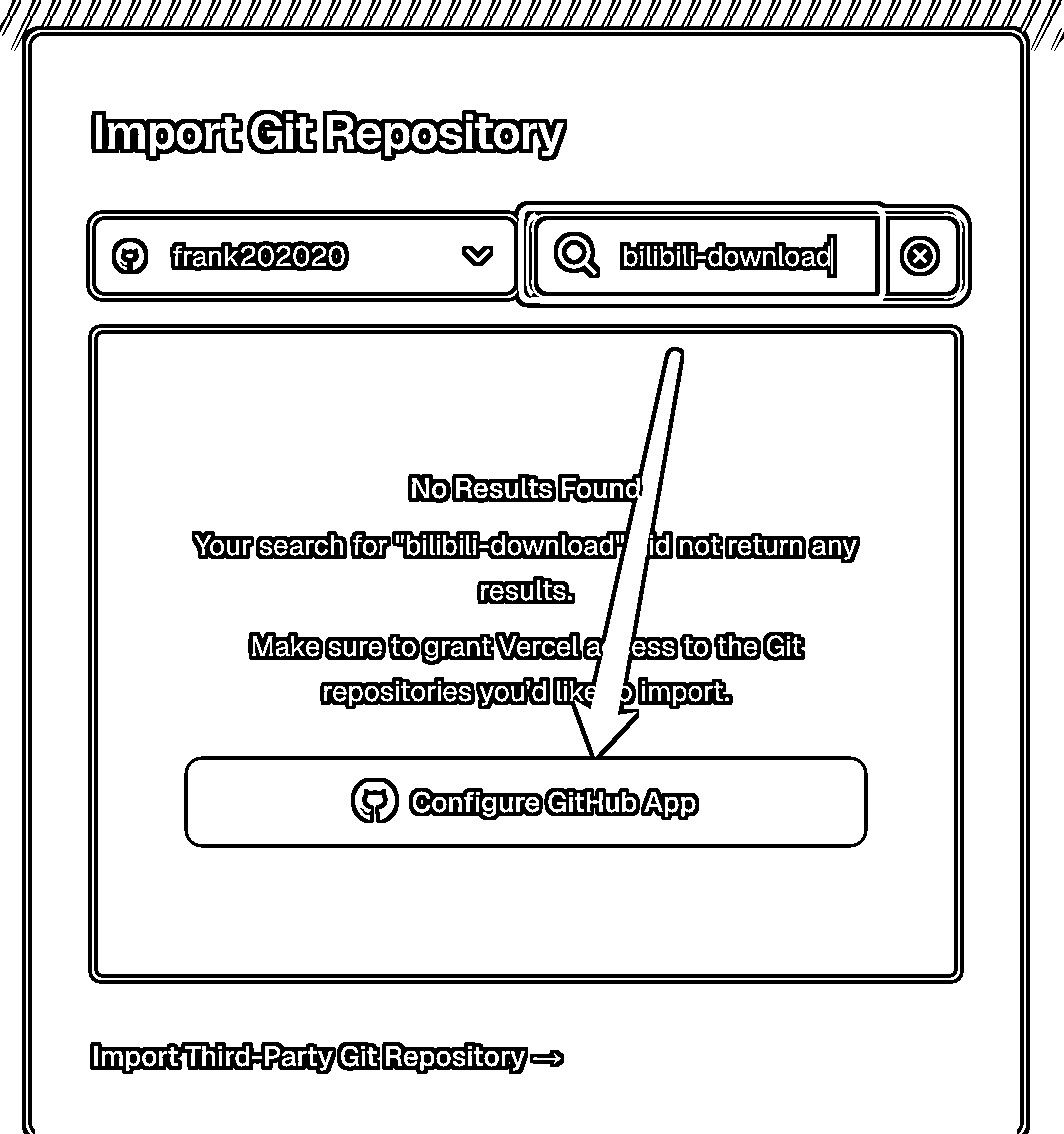 Import Git Repository
frank202020
bilibili-download
No Results Found
Your search for "bilibili-download" did not return any
results.
Make sure to grant Vercel access to the Git
repositories you'd like to import.
Configure GitHub App
Import Third-Party Git Repository →